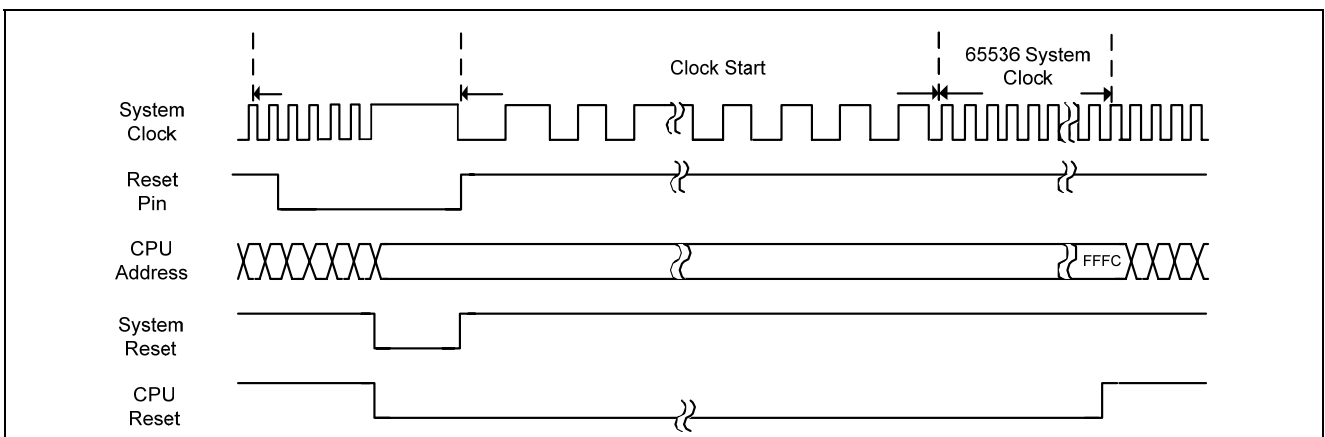 Clock Start
65536 System
Clock
System
Clock
Reset
Pin
CPU
Address
FFFC
System
Reset
CPU
Reset